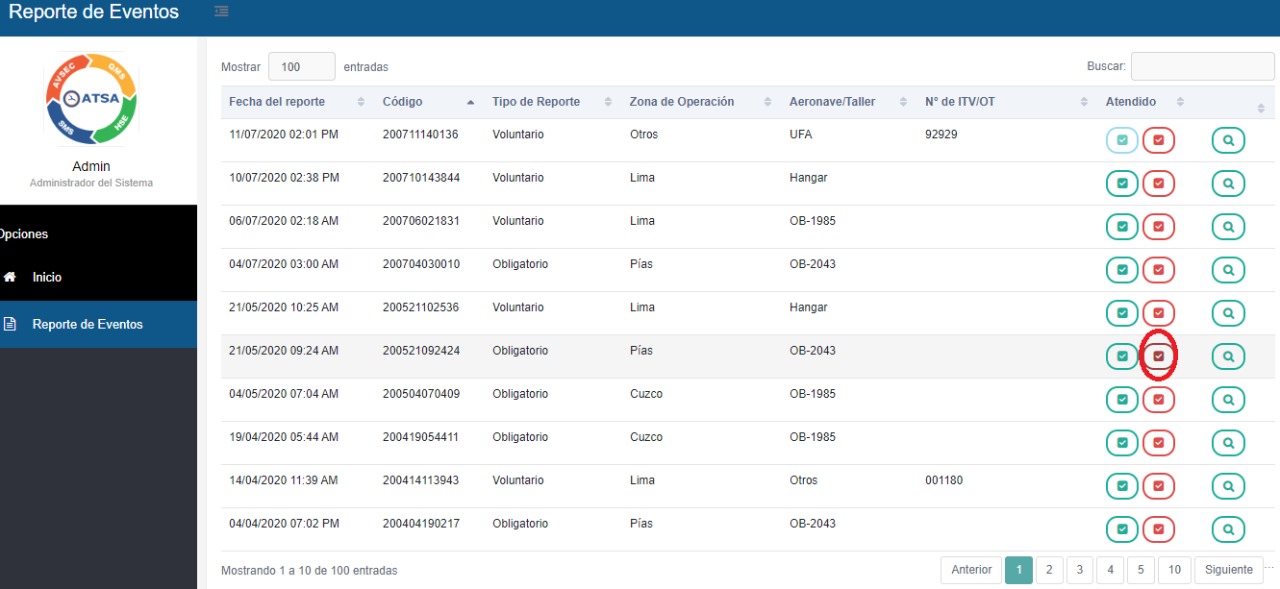 Reporte de Eventos
AVSEC
GMS
ATSA
SMS
HSE
Admin
Administrador del Sistema
Opciones
Inicio
Reporte de Eventos
Mostrar 100 entradas
Buscar:
Fecha del reporte Código Tipo de Reporte Zona de Operación Aeronave/Taller N° de ITV/OT Atendido
11/07/2020 02:01 PM 200711140136 Voluntario Otros UFA 92929
10/07/2020 02:38 PM 200710143844 Voluntario Lima Hangar
06/07/2020 02:18 AM 200706021831 Voluntario Lima OB-1985
04/07/2020 03:00 AM 200704030010 Obligatorio Pías OB-2043
21/05/2020 10:25 AM 200521102536 Voluntario Lima Hangar
21/05/2020 09:24 AM 200521092424 Obligatorio Pías OB-2043
04/05/2020 07:04 AM 200504070409 Obligatorio Cuzco OB-1985
19/04/2020 05:44 AM 200419054411 Obligatorio Cuzco OB-1985
14/04/2020 11:39 AM 200414113943 Voluntario Lima Otros 001180
04/04/2020 07:02 PM 200404190217 Obligatorio Pías OB-2043
Mostrando 1 a 10 de 100 entradas
Anterior 1 2 3 4 5 10 Siguiente ...